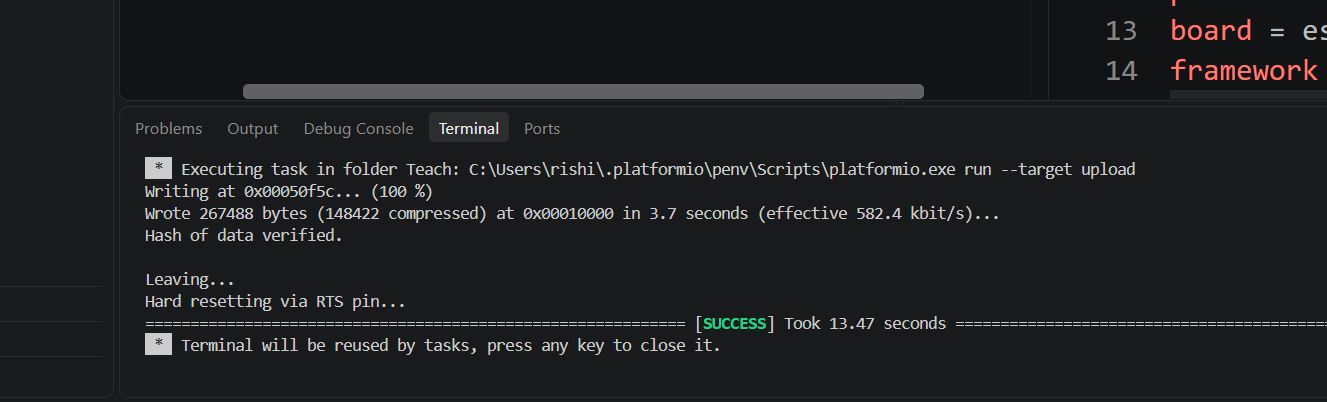 13 board = es
14 framework
Problems Output Debug Console Terminal Ports
* Executing task in folder Teach: C:\Users\rishi\.platformio\penv\Scripts\platformio.exe run --target upload
Writing at 0x00050f5c... (100 %)
Wrote 267488 bytes (148422 compressed) at 0x00010000 in 3.7 seconds (effective 582.4 kbit/s)...
Hash of data verified.

Leaving...
Hard resetting via RTS pin...
============================================================ [SUCCESS] Took 13.47 seconds ==========================================
* Terminal will be reused by tasks, press any key to close it.